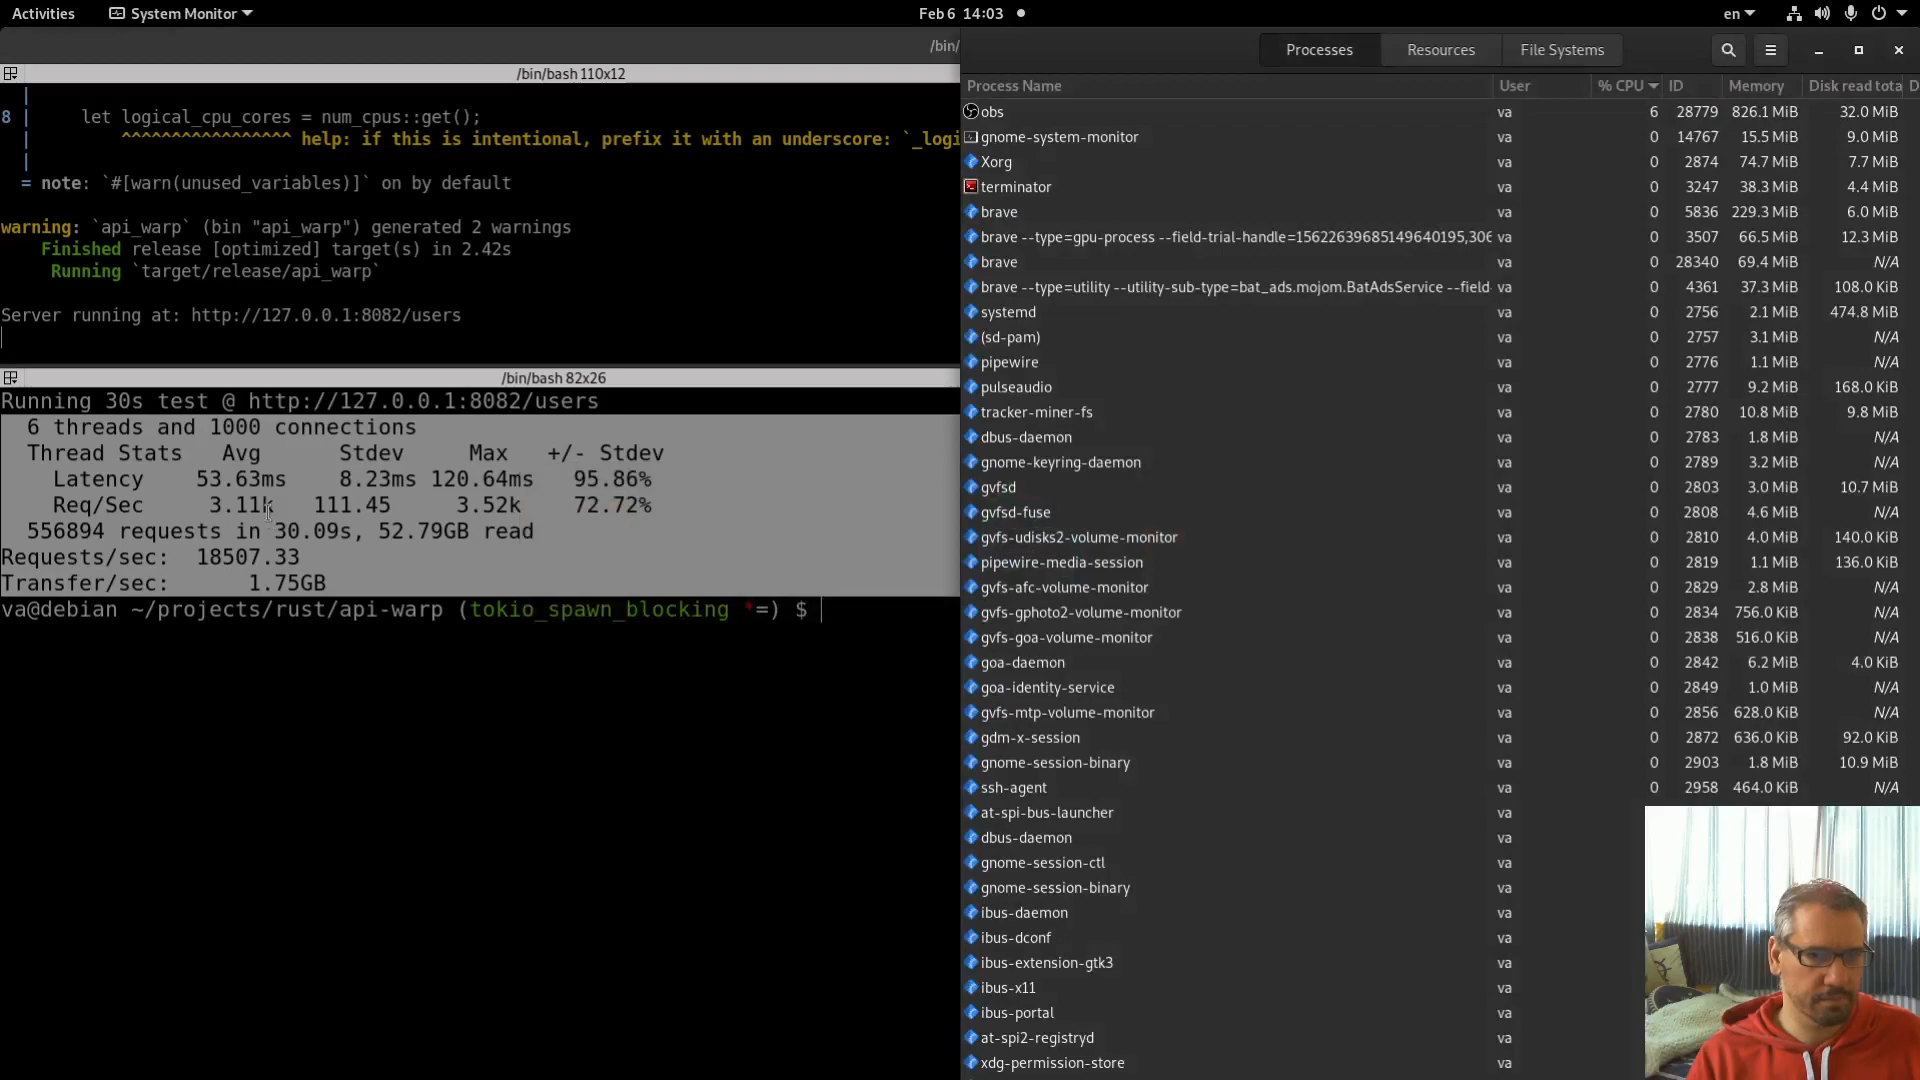 Activities System Monitor Feb 6 14:03 en
/bin/
/bin/bash 110x12
|
8 | let logical_cpu_cores = num_cpus::get();
| ^^^^^^^^^^^^^^^^^ help: if this is intentional, prefix it with an underscore: `_logi
|
= note: `#[warn(unused_variables)]` on by default
warning: `api_warp` (bin "api_warp") generated 2 warnings
Finished release [optimized] target(s) in 2.42s
Running `target/release/api_warp`
Server running at: http://127.0.0.1:8082/users
/bin/bash 82x26
Running 30s test @ http://127.0.0.1:8082/users
6 threads and 1000 connections
Thread Stats Avg Stdev Max +/- Stdev
Latency 53.63ms 8.23ms 120.64ms 95.86%
Req/Sec 3.11k 111.45 3.52k 72.72%
556894 requests in 30.09s, 52.79GB read
Requests/sec: 18507.33
Transfer/sec: 1.75GB
va@debian ~/projects/rust/api-warp (tokio_spawn_blocking *=) $
Processes Resources File Systems
Process Name User % CPU ID Memory Disk read tota D
obs va 6 28779 826.1 MiB 32.0 MiB
gnome-system-monitor va 0 14767 15.5 MiB 9.0 MiB
Xorg va 0 2874 74.7 MiB 7.7 MiB
terminator va 0 3247 38.3 MiB 4.4 MiB
brave va 0 5836 229.3 MiB 6.0 MiB
brave --type=gpu-process --field-trial-handle=15622639685149640195,306 va 0 3507 66.5 MiB 12.3 MiB
brave va 0 28340 69.4 MiB N/A
brave --type=utility --utility-sub-type=bat_ads.mojom.BatAdsService --field- va 0 4361 37.3 MiB 108.0 KiB
systemd va 0 2756 2.1 MiB 474.8 MiB
(sd-pam) va 0 2757 3.1 MiB N/A
pipewire va 0 2776 1.1 MiB N/A
pulseaudio va 0 2777 9.2 MiB 168.0 KiB
tracker-miner-fs va 0 2780 10.8 MiB 9.8 MiB
dbus-daemon va 0 2783 1.8 MiB N/A
gnome-keyring-daemon va 0 2789 3.2 MiB N/A
gvfsd va 0 2803 3.0 MiB 10.7 MiB
gvfsd-fuse va 0 2808 4.6 MiB N/A
gvfs-udisks2-volume-monitor va 0 2810 4.0 MiB 140.0 KiB
pipewire-media-session va 0 2819 1.1 MiB 136.0 KiB
gvfs-afc-volume-monitor va 0 2829 2.8 MiB N/A
gvfs-gphoto2-volume-monitor va 0 2834 756.0 KiB N/A
gvfs-goa-volume-monitor va 0 2838 516.0 KiB N/A
goa-daemon va 0 2842 6.2 MiB 4.0 KiB
goa-identity-service va 0 2849 1.0 MiB N/A
gvfs-mtp-volume-monitor va 0 2856 628.0 KiB N/A
gdm-x-session va 0 2872 636.0 KiB 92.0 KiB
gnome-session-binary va 0 2903 1.8 MiB 10.9 MiB
ssh-agent va 0 2958 464.0 KiB N/A
at-spi-bus-launcher va
dbus-daemon va
gnome-session-ctl va
gnome-session-binary va
ibus-daemon va
ibus-dconf va
ibus-extension-gtk3 va
ibus-x11 va
ibus-portal va
at-spi2-registryd va
xdg-permission-store va